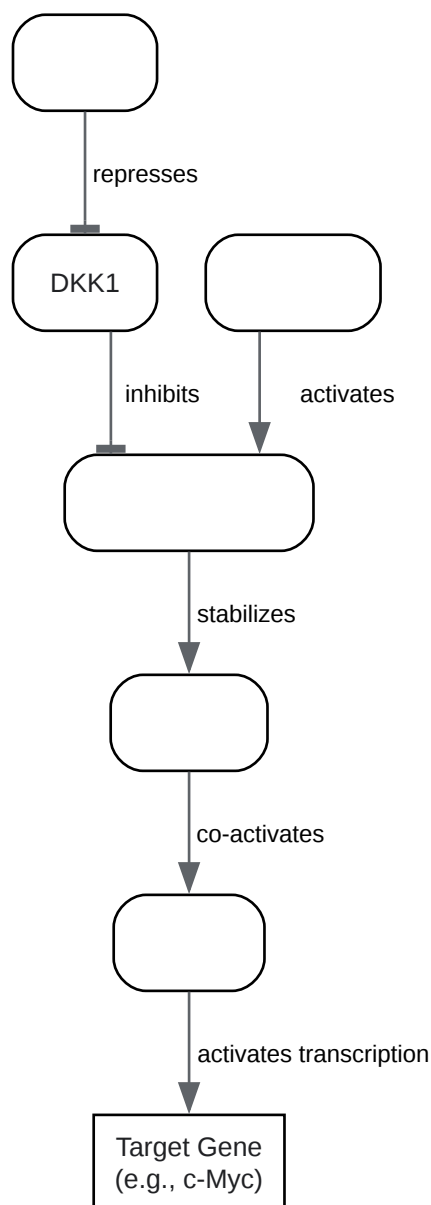 represses
DKK1
inhibits
activates
stabilizes
co-activates
activates transcription
Target Gene
(e.g., c-Myc)